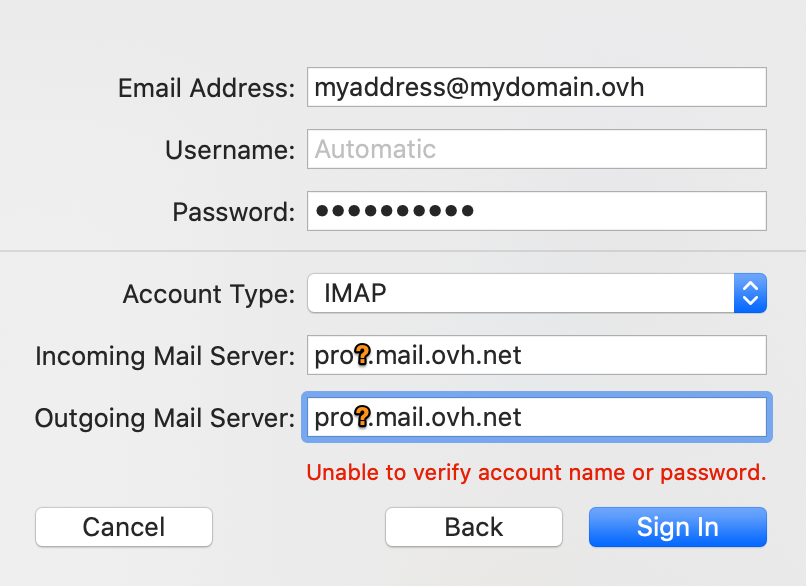 Email Address: myaddress@mydomain.ovh
Username: Automatic
Password: ••••••••••
Account Type: IMAP
Incoming Mail Server: pro?.mail.ovh.net
Outgoing Mail Server: pro?.mail.ovh.net
Unable to verify account name or password.
Cancel Back Sign In